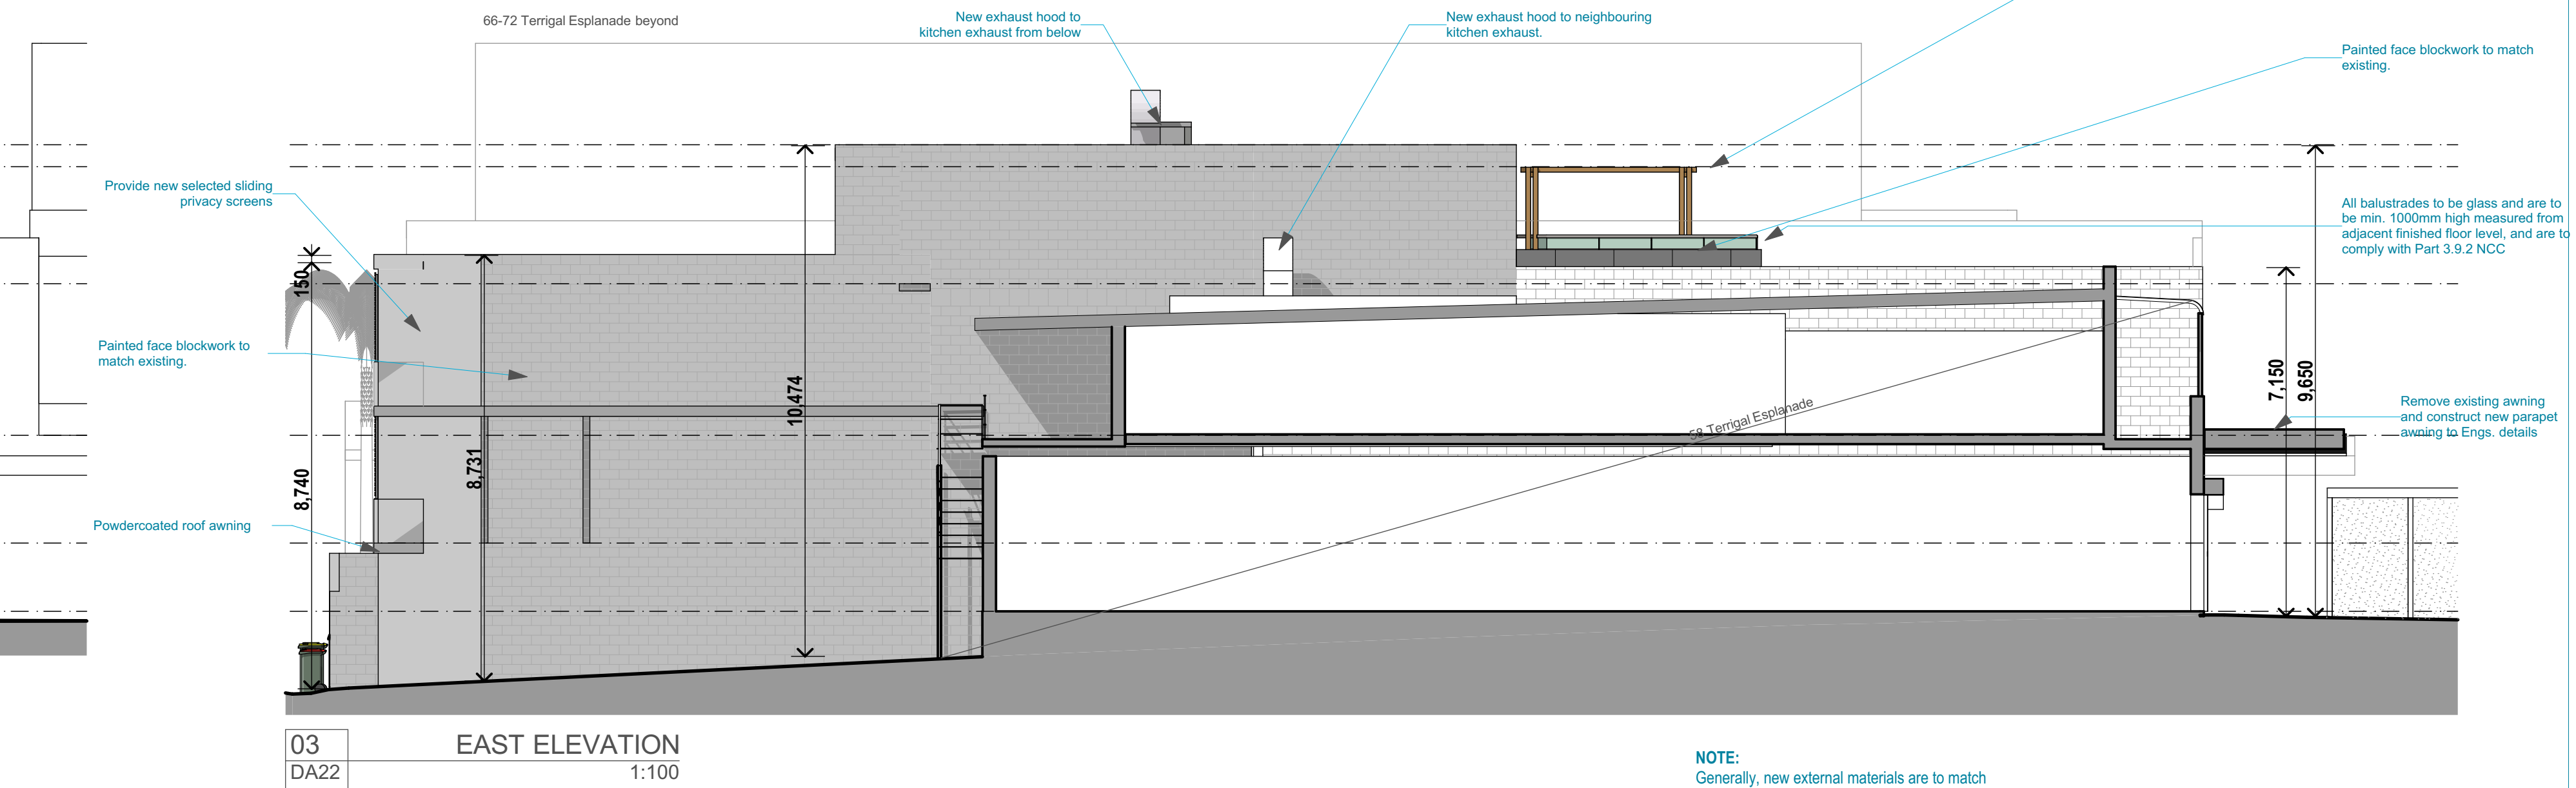 66-72 Terrigal Esplanade beyond
New exhaust hood to
kitchen exhaust from below
New exhaust hood to neighbouring
kitchen exhaust.
Painted face blockwork to match
existing.
Provide new selected sliding
privacy screens
All balustrades to be glass and are to
be min. 1000mm high measured from
adjacent finished floor level, and are to
comply with Part 3.9.2 NCC
150
Painted face blockwork to
match existing.
10,474
7,150
9,650
58 Terrigal Esplanade
Remove existing awning
and construct new parapet
awning to Engs. details
8,740
8,731
Powdercoated roof awning
03
EAST ELEVATION
DA22
1:100
NOTE:
Generally, new external materials are to match